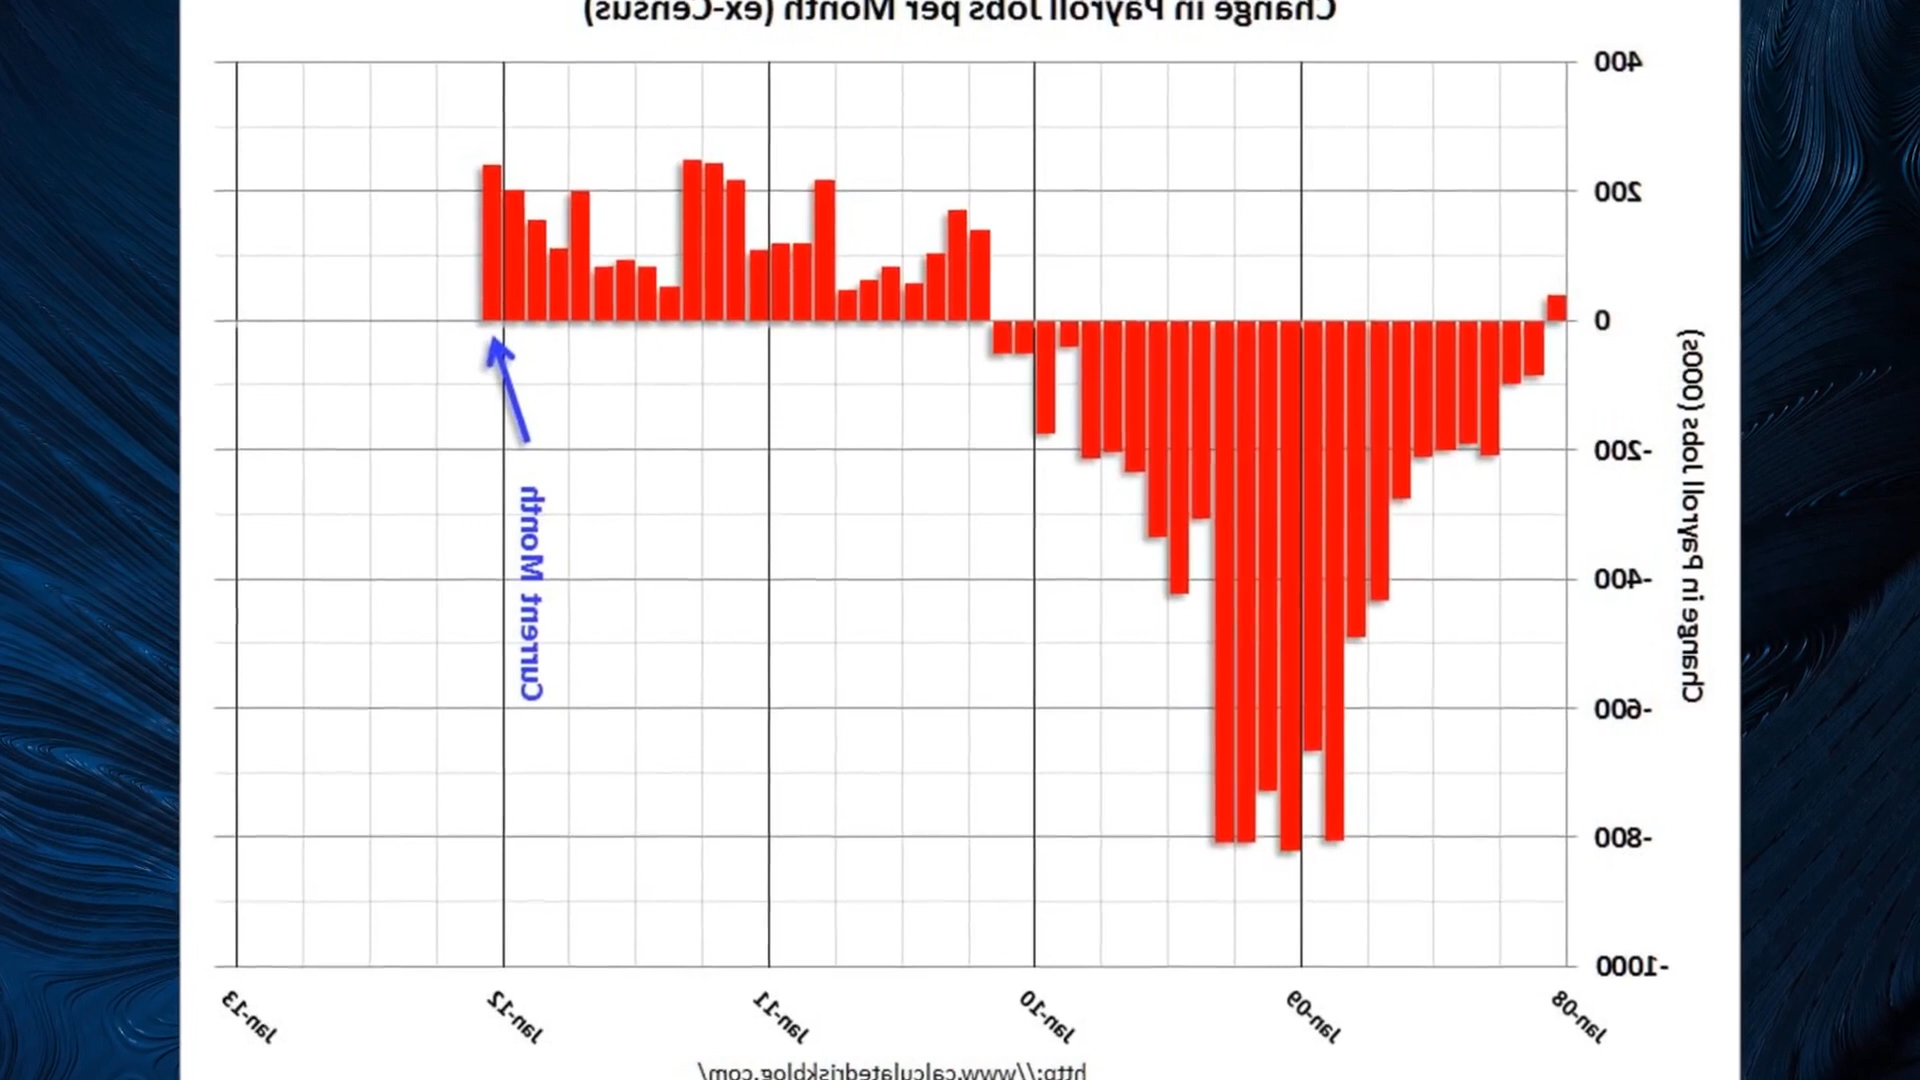 Change in Payroll Jobs per Month (ex-Census)
400
200
0
-200
-400
-600
-800
-1000
Change in Payroll Jobs (000s)
Current Month
Jan-08
Jan-09
Jan-10
Jan-11
Jan-12
Jan-13
http://www.calculatedriskblog.com/